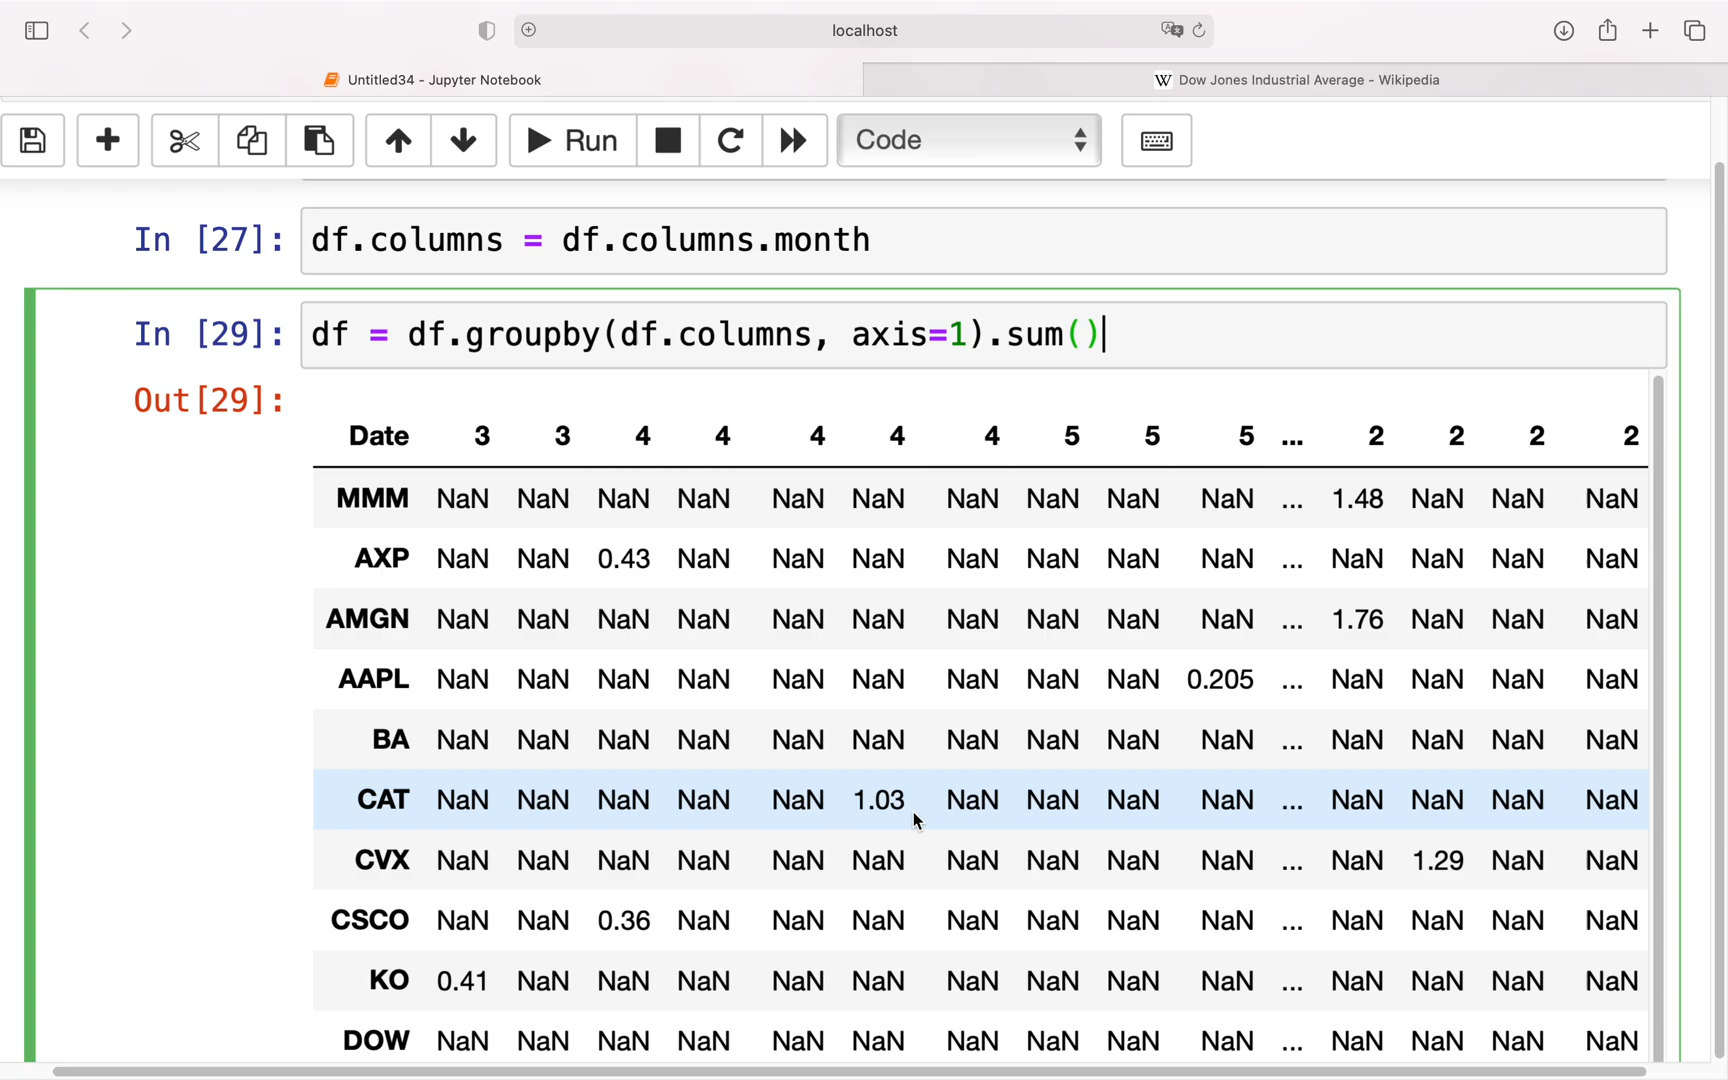 localhost
Untitled34 - Jupyter Notebook
W Dow Jones Industrial Average - Wikipedia
Run
Code
In [27]: df.columns = df.columns.month
In [29]: df = df.groupby(df.columns, axis=1).sum()
Out[29]:
Date 3 3 4 4 4 4 4 5 5 5 ... 2 2 2 2
MMM NaN NaN NaN NaN NaN NaN NaN NaN NaN NaN ... 1.48 NaN NaN NaN
AXP NaN NaN 0.43 NaN NaN NaN NaN NaN NaN NaN ... NaN NaN NaN NaN
AMGN NaN NaN NaN NaN NaN NaN NaN NaN NaN NaN ... 1.76 NaN NaN NaN
AAPL NaN NaN NaN NaN NaN NaN NaN NaN NaN 0.205 ... NaN NaN NaN NaN
BA NaN NaN NaN NaN NaN NaN NaN NaN NaN NaN ... NaN NaN NaN NaN
CAT NaN NaN NaN NaN NaN 1.03 NaN NaN NaN NaN ... NaN NaN NaN NaN
CVX NaN NaN NaN NaN NaN NaN NaN NaN NaN NaN ... NaN 1.29 NaN NaN
CSCO NaN NaN 0.36 NaN NaN NaN NaN NaN NaN NaN ... NaN NaN NaN NaN
KO 0.41 NaN NaN NaN NaN NaN NaN NaN NaN NaN ... NaN NaN NaN NaN
DOW NaN NaN NaN NaN NaN NaN NaN NaN NaN NaN ... NaN NaN NaN NaN